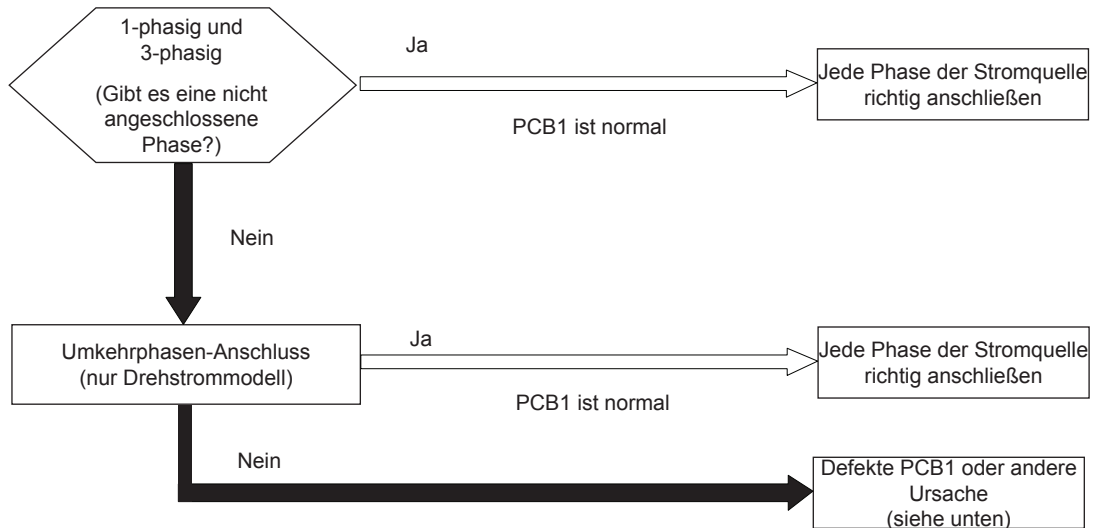 1-phasig und
3-phasig
(Gibt es eine nicht
angeschlossene
Phase?)
Ja
PCB1 ist normal
Jede Phase der Stromquelle
richtig anschließen
Nein
Umkehrphasen-Anschluss
(nur Drehstrommodell)
Ja
PCB1 ist normal
Jede Phase der Stromquelle
richtig anschließen
Nein
Defekte PCB1 oder andere
Ursache
(siehe unten)